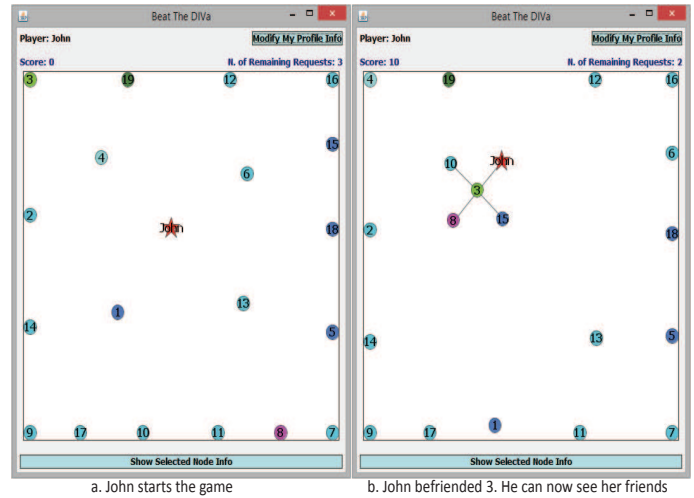 Beat The DIVa
Player: John
Modify My Profile Info
Score: 0
N. of Remaining Requests: 3
3
19
12
16
15
4
6
2
John
18
1
13
14
5
9
17
10
11
8
7
Show Selected Node Info
a. John starts the game
Beat The DIVa
Player: John
Modify My Profile Info
Score: 10
N. of Remaining Requests: 2
4
19
12
16
6
10
John
3
8
15
2
18
14
13
5
9
17
1
11
7
Show Selected Node Info
b. John befriended 3. He can now see her friends